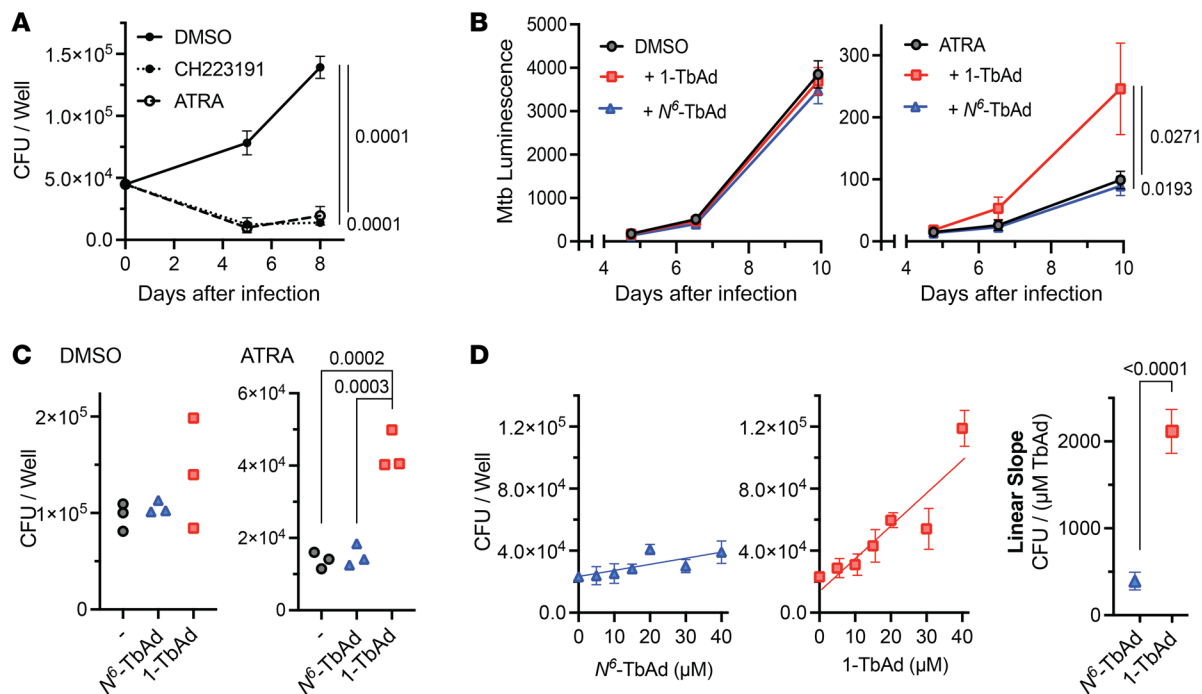 A
DMSO
CH223191
ATRA
1.5×10⁵
1.0×10⁵
5.0×10⁴
0.0
CFU / Well
0 2 4 6 8
Days after infection
0.0001
0.0001
B
DMSO
+ 1-TbAd
+ N⁶-TbAd
5000
4000
3000
2000
1000
0
Mtb Luminescence
4 6 8 10
Days after infection
ATRA
+ 1-TbAd
+ N⁶-TbAd
300
200
100
0
4 6 8 10
Days after infection
0.0271
0.0193
C
DMSO
2×10⁵
1×10⁵
0
CFU / Well
-
N⁶-TbAd
1-TbAd
ATRA
0.0002
0.0003
6×10⁴
4×10⁴
2×10⁴
0
-
N⁶-TbAd
1-TbAd
D
1.2×10⁵
8.0×10⁴
4.0×10⁴
0.0
CFU / Well
0 10 20 30 40
N⁶-TbAd (μM)
1.2×10⁵
8.0×10⁴
4.0×10⁴
0.0
0 10 20 30 40
1-TbAd (μM)
<0.0001
2000
1000
0
Linear Slope
CFU / (μM TbAd)
N⁶-TbAd
1-TbAd